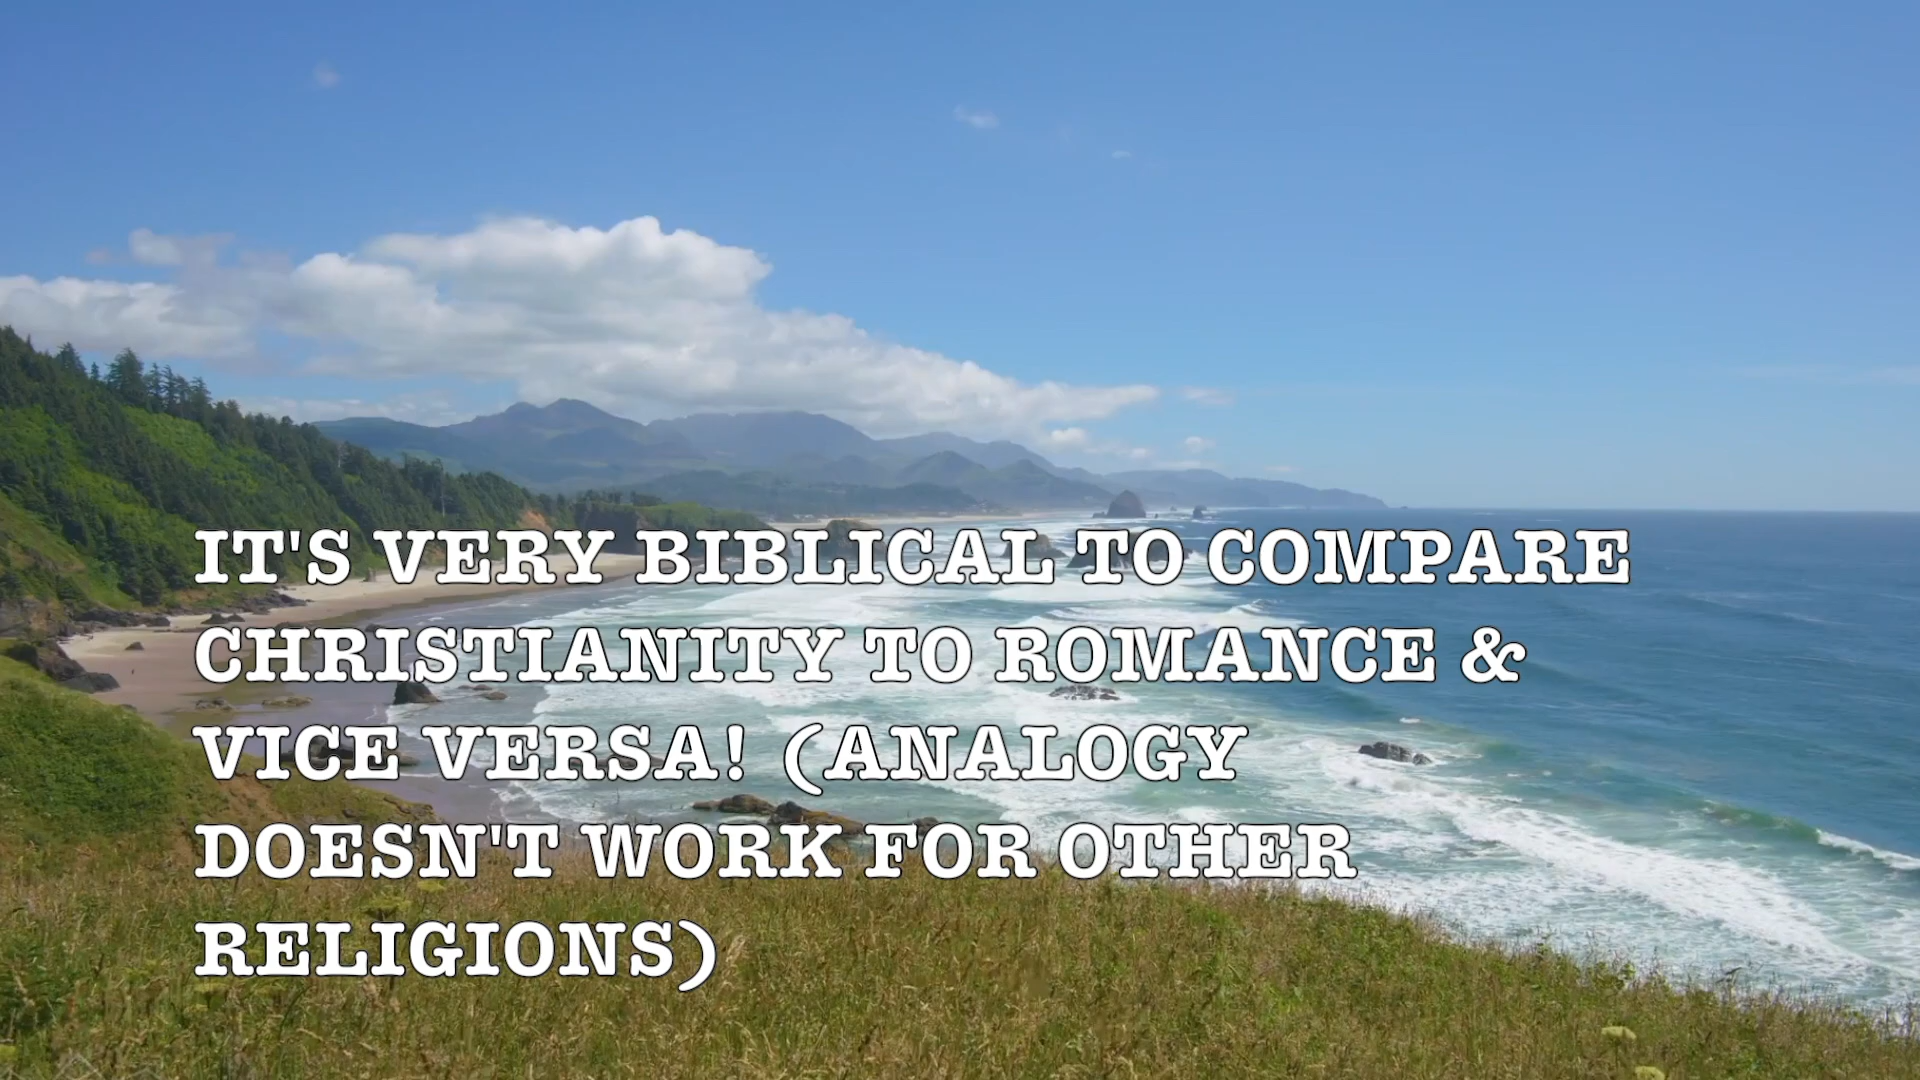 IT'S VERY BIBLICAL TO COMPARE
CHRISTIANITY TO ROMANCE &
VICE VERSA! (ANALOGY
DOESN'T WORK FOR OTHER
RELIGIONS)